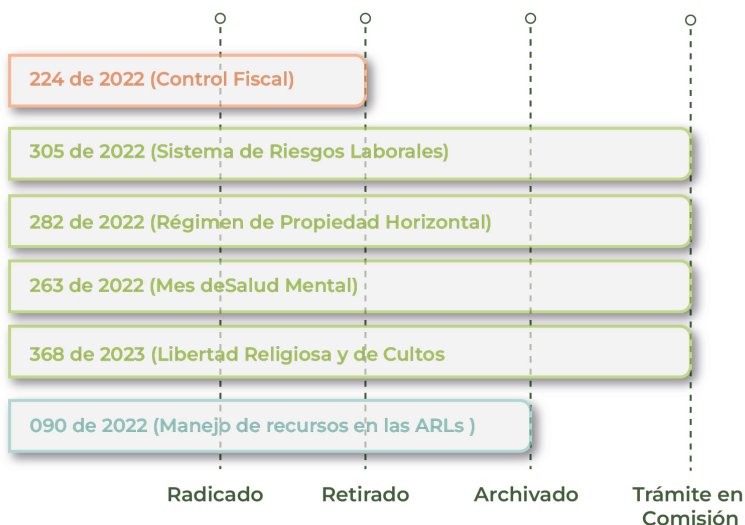 224 de 2022 (Control Fiscal)
305 de 2022 (Sistema de Riesgos Laborales)
282 de 2022 (Régimen de Propiedad Horizontal)
263 de 2022 (Mes deSalud Mental)
368 de 2023 (Libertad Religiosa y de Cultos
090 de 2022 (Manejo de recursos en las ARLs )
Radicado Retirado Archivado Trámite en
Comisión